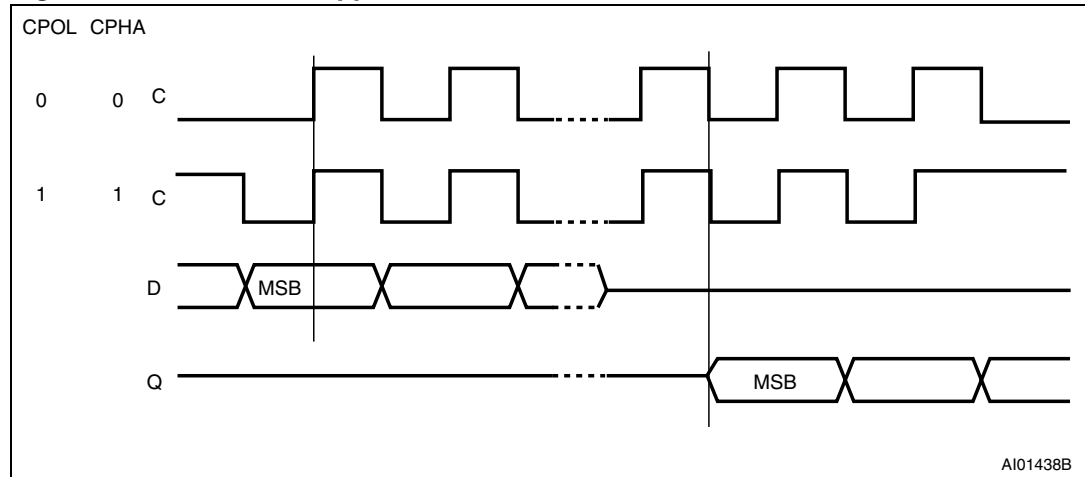 CPOL CPHA
0 0 C
1 1 C
D MSB
Q MSB
AI01438B